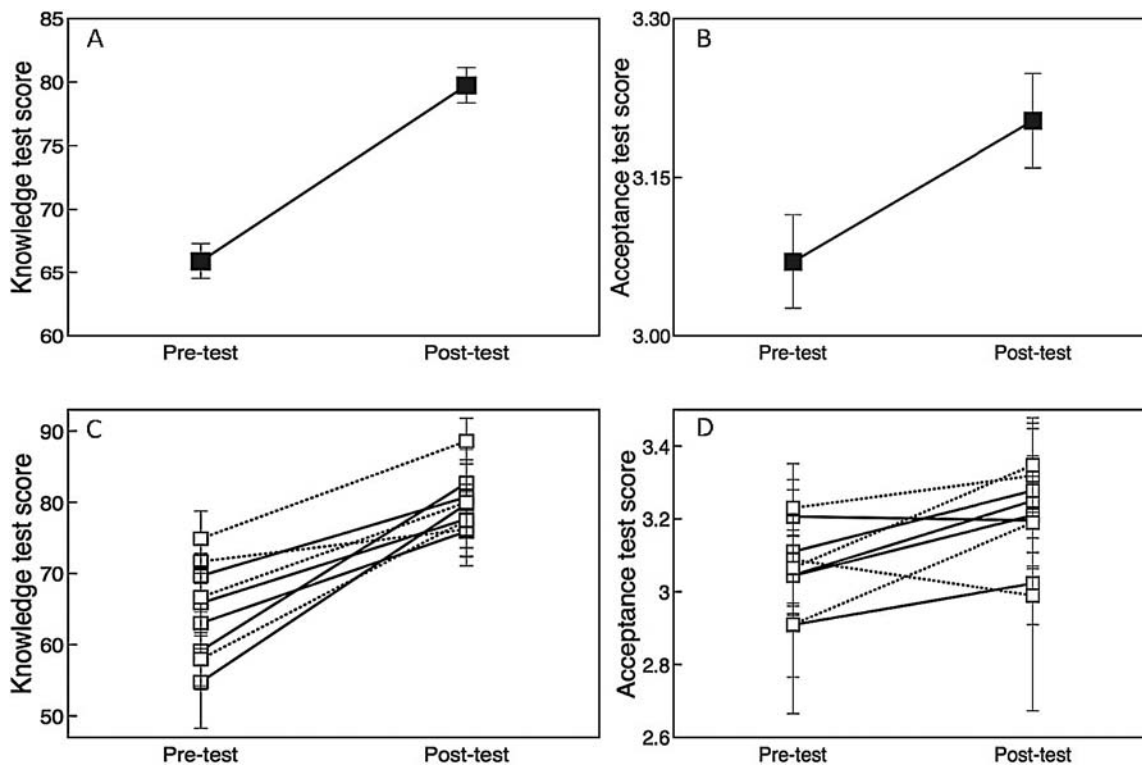 A
Knowledge test score
85
80
75
70
65
60
Pre-test
Post-test
B
Acceptance test score
3.30
3.15
3.00
Pre-test
Post-test
C
Knowledge test score
90
80
70
60
50
Pre-test
Post-test
D
Acceptance test score
3.4
3.2
3
2.8
2.6
Pre-test
Post-test